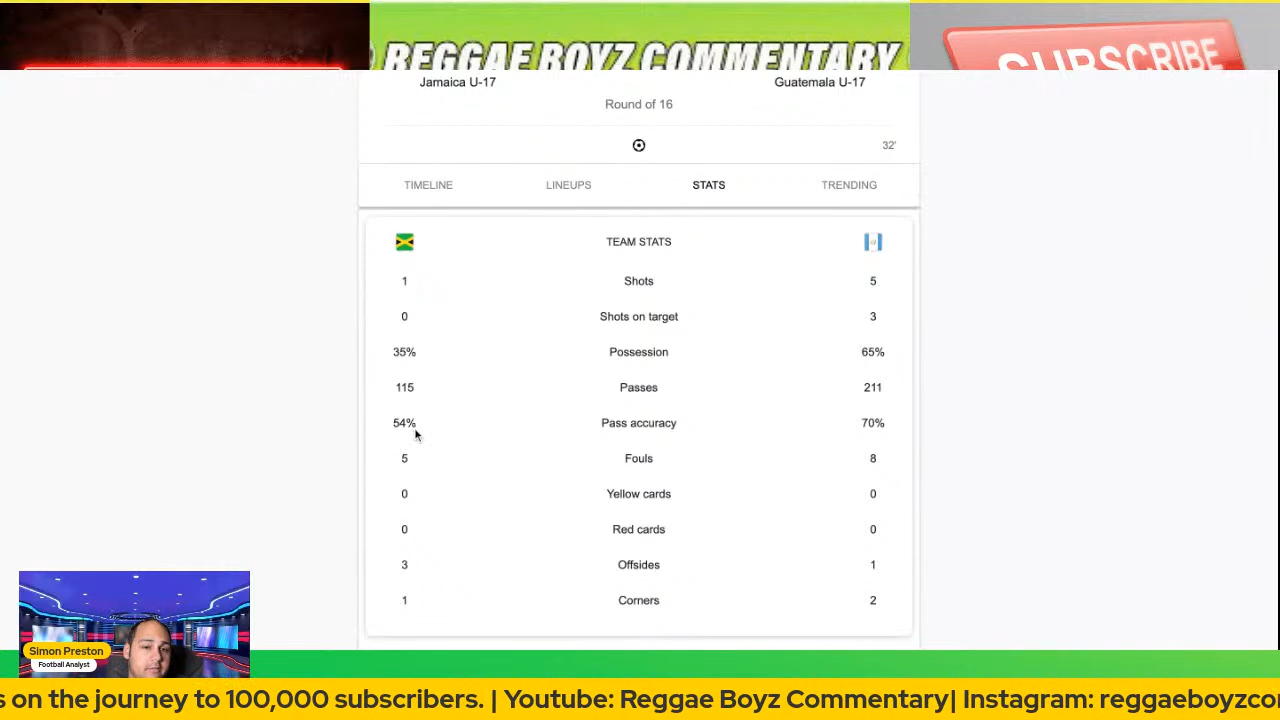 REGGAE BOYZ COMMENTARY
SUBSCRIBE
Jamaica U-17 Guatemala U-17
Round of 16
32'
TIMELINE LINEUPS STATS TRENDING
TEAM STATS
1 Shots 5
0 Shots on target 3
35% Possession 65%
115 Passes 211
54% Pass accuracy 70%
5 Fouls 8
0 Yellow cards 0
0 Red cards 0
3 Offsides 1
1 Corners 2
Simon Preston
Football Analyst
s on the journey to 100,000 subscribers. | Youtube: Reggae Boyz Commentary| Instagram: reggaeboyzco